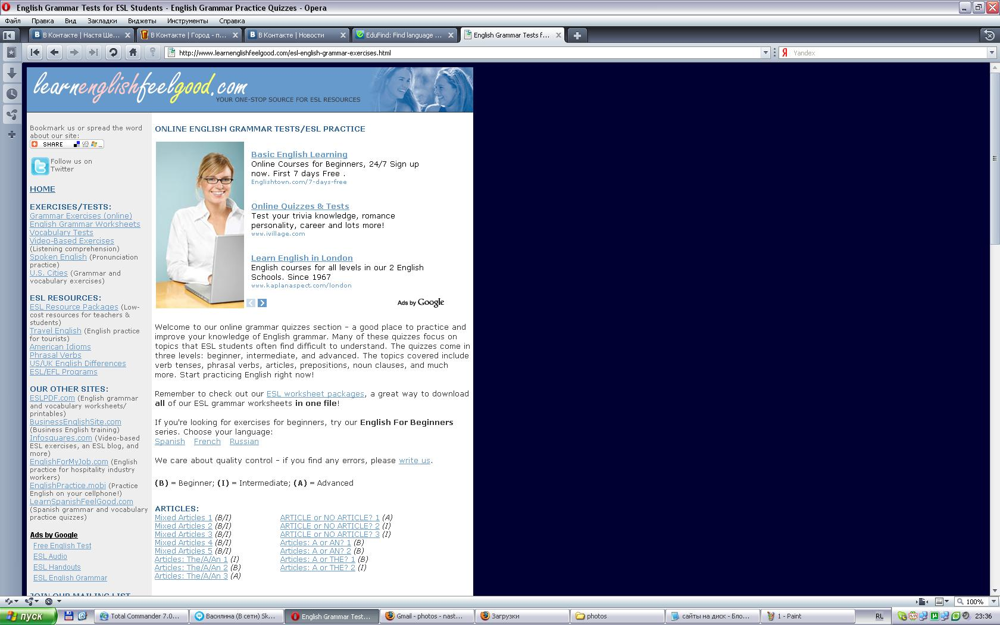 English Grammar Tests for ESL Students - English Grammar Practice Quizzes - Opera
Файл Правка Вид Закладки Виджеты Инструменты Справка
В Контакте | Настя Ше... В Контакте | Город - п... В Контакте | Новости EduFind: Find language ... English Grammar Tests f...
http://www.learnenglishfeelgood.com/esl-english-grammar-exercises.html Yandex
learnenglishfeelgood.com
YOUR ONE-STOP SOURCE FOR ESL RESOURCES
Bookmark us or spread the word
about our site:
SHARE ...
Follow us on
Twitter
HOME
EXERCISES/TESTS:
Grammar Exercises (online)
English Grammar Worksheets
Vocabulary Tests
Video-Based Exercises
(Listening comprehension)
Spoken English (Pronunciation
practice)
U.S. Cities (Grammar and
vocabulary exercises)
ESL RESOURCES:
ESL Resource Packages (Low-
cost resources for teachers &
students)
Travel English (English practice
for tourists)
American Idioms
Phrasal Verbs
US/UK English Differences
ESL/EFL Programs
OUR OTHER SITES:
ESLPDF.com (English grammar
and vocabulary worksheets/
printables)
BusinessEnglishSite.com
(Business English training)
Infosquares.com (Video-based
ESL exercises, an ESL blog, and
more)
EnglishForMyJob.com (English
practice for hospitality industry
workers)
EnglishPractice.mobi (Practice
English on your cellphone!)
LearnSpanishFeelGood.com
(Spanish grammar and vocabulary
practice quizzes)
Ads by Google
Free English Test
ESL Audio
ESL Handouts
ESL English Grammar
JOIN OUR MAILING LIST
ONLINE ENGLISH GRAMMAR TESTS/ESL PRACTICE
Basic English Learning
Online Courses for Beginners, 24/7 Sign up
now. First 7 days Free .
Englishtown.com/7-days-free
Online Quizzes & Tests
Test your trivia knowledge, romance
personality, career and lots more!
www.ivillage.com
Learn English in London
English courses for all levels in our 2 English
Schools. Since 1967
www.kaplanaspect.com/london
Ads by Google
Welcome to our online grammar quizzes section - a good place to practice and
improve your knowledge of English grammar. Many of these quizzes focus on
topics that ESL students often find difficult to understand. The quizzes come in
three levels: beginner, intermediate, and advanced. The topics covered include
verb tenses, phrasal verbs, articles, prepositions, noun clauses, and much
more. Start practicing English right now!
Remember to check out our ESL worksheet packages, a great way to download
all of our ESL grammar worksheets in one file!
If you're looking for exercises for beginners, try our English For Beginners
series. Choose your language:
Spanish French Russian
We care about quality control - if you find any errors, please write us.
(B) = Beginner; (I) = Intermediate; (A) = Advanced
ARTICLES:
Mixed Articles 1 (B/I) ARTICLE or NO ARTICLE? 1 (A)
Mixed Articles 2 (B/I) ARTICLE or NO ARTICLE? 2 (I)
Mixed Articles 3 (B/I) ARTICLE or NO ARTICLE? 3 (I)
Mixed Articles 4 (B/I) Articles: A or AN? 1 (B)
Mixed Articles 5 (B/I) Articles: A or AN? 2 (B)
Articles: The/A/An 1 (I) Articles: A or THE? 1 (B)
Articles: The/A/An 2 (B) Articles: A or THE? 2 (I)
Articles: The/A/An 3 (A)
100%
пуск Total Commander 7.0... Василина (В сети) Sk... English Grammar Test... Gmail - photos - nast... Загрузки photos сайты на диск - Бло... 1 - Paint RL 23:36